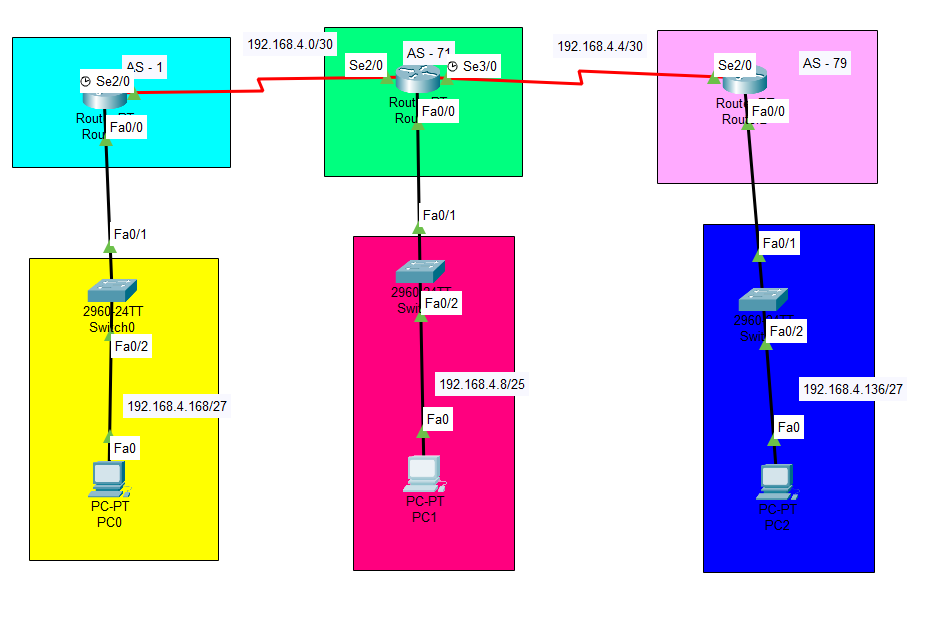 192.168.4.0/30
192.168.4.4/30
AS - 1
AS - 71
AS - 79
Se2/0
Se2/0
Se3/0
Se2/0
Fa0/0
Fa0/0
Fa0/0
Fa0/1
Fa0/1
Fa0/1
2960-24TT
Switch0
Fa0/2
Fa0/2
Fa0/2
192.168.4.168/27
192.168.4.8/25
192.168.4.136/27
Fa0
Fa0
Fa0
PC-PT
PC0
PC-PT
PC1
PC-PT
PC2